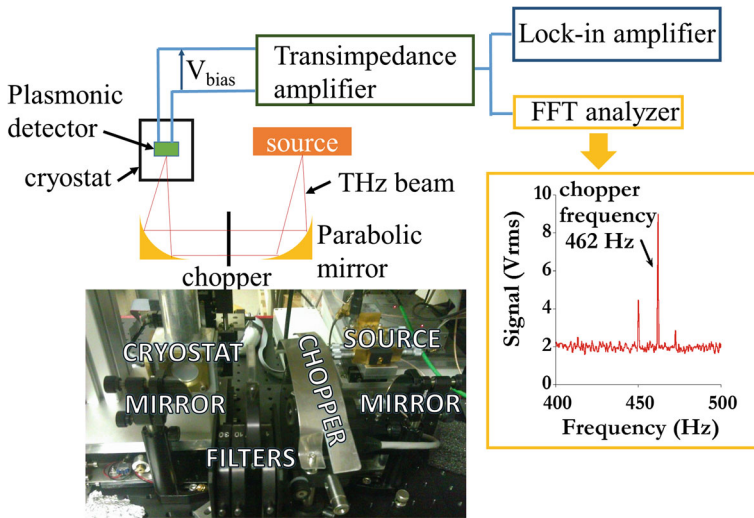 Lock-in amplifier
Transimpedance
amplifier
V_bias
Plasmonic
detector
FFT analyzer
source
cryostat
THz beam
Parabolic
mirror
chopper
10
8
6
4
2
0
Signal (Vrms)
chopper
frequency
462 Hz
400
450
500
Frequency (Hz)
CRYOSTAT
SOURCE
CHOPPER
MIRROR
MIRROR
FILTERS